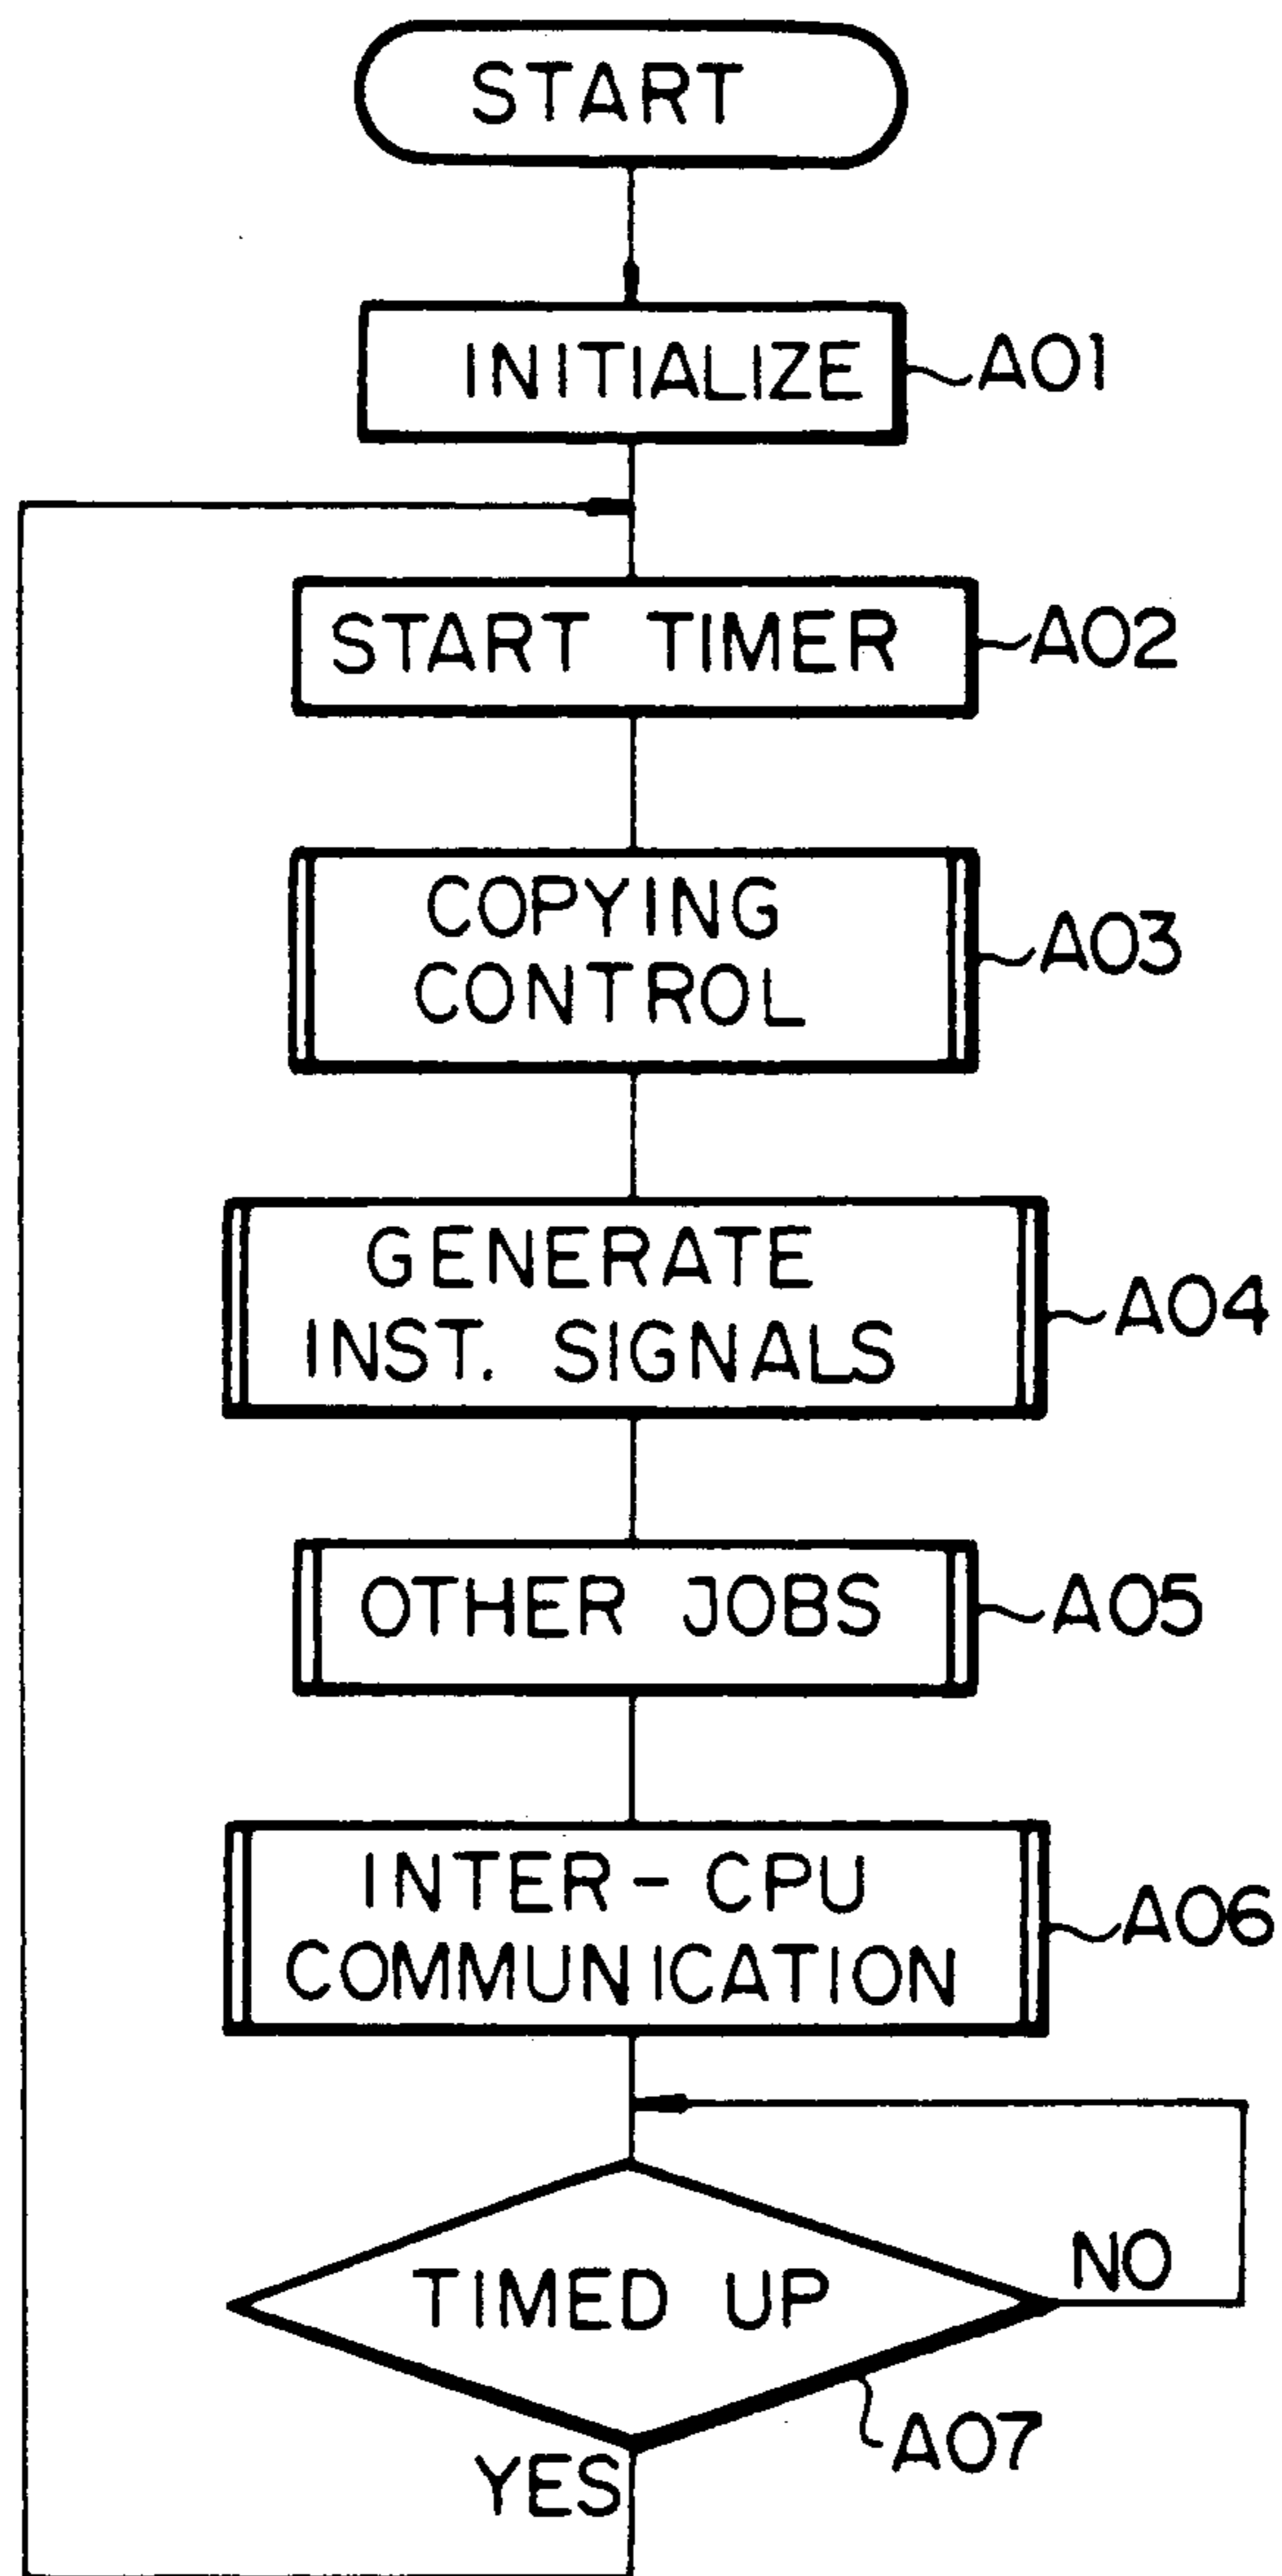 START
INITIALIZE
A01
START TIMER
A02
COPYING
CONTROL
A03
GENERATE
INST. SIGNALS
A04
OTHER JOBS
A05
INTER-CPU
COMMUNICATION
A06
TIMED UP
NO
A07
YES